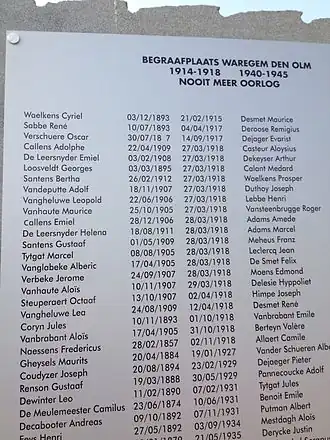 BEGRAAFPLAATS WAREGEM DEN OLM
1914-1918 1940-1945
NOOIT MEER OORLOG
Waelkens Cyriel 03/12/1893 21/02/1915 Desmet Maurice
Sabbe René 10/07/1893 04/04/1917 Deroose Remigius
Verschuere Oscar 30/07/18 7 14/09/1917 Dejager Evarist
Callens Adolphe 22/04/1909 27/03/1918 Casteur Aloysius
De Leersnyder Emiel 03/02/1908 27/03/1918 Dekeyser Arthur
Loosveldt Georges 03/03/1895 27/03/1918 Calant Medard
Santens Bertha 26/02/1912 27/03/1918 Waelkens Prosper
Vandeputte Adolf 18/11/1907 27/03/1918 Duthoy Joseph
Vangheluwe Leopold 22/06/1906 27/03/1918 Lebbe Henri
Vanhaute Maurice 25/10/1905 27/03/1918 Vansteenbrugge Roger
Callens Emiel 28/12/1906 28/03/1918 Adams Amede
De Leersnyder Helena 18/08/1911 28/03/1918 Adams Marcel
Santens Gustaaf 01/05/1909 28/03/1918 Meheus Franz
Tytgat Marcel 08/08/1905 28/03/1918 Leclercq Jean
Vanglabeke Alberic 17/04/1905 28/03/1918 De Smet Felix
Verbeke Jerome 24/09/1907 28/03/1918 Moens Edmond
Vanhaute Aloïs 10/11/1907 29/03/1918 Delesie Hyppoliet
Steuperaert Octaaf 13/10/1907 02/04/1918 Himpe Joseph
Vangheluwe Lea 24/08/1909 12/04/1918 Desmet René
Coryn Jules 10/11/1893 01/10/1918 Vanbrabant Emile
Vanbrabant Aloïs 17/04/1905 31/10/1918 Berteyn Valère
Naessens Fredericus 28/02/1857 02/11/1918 Allaert Camile
Gheysels Maurits 20/04/1884 19/01/1927 Vander Schueren
Coudyzer Joseph 20/08/1894 23/02/1929 Dejaeger Pieter
Renson Gustaaf 19/03/1888 30/05/1929 Pannecoucke Adolf
Dewinter Leo 11/02/1890 07/02/1931 Tytgat Jules
De Meulemeester Camilus 23/06/1874 10/06/1931 Benoit Emile
Decabooter Andreas 09/10/1892 07/11/1931 Putman Albert
Feys Henri 27/05/1892 03/09/1934 Mestdagh Aloïs
21/05/1935 Derycke Justin